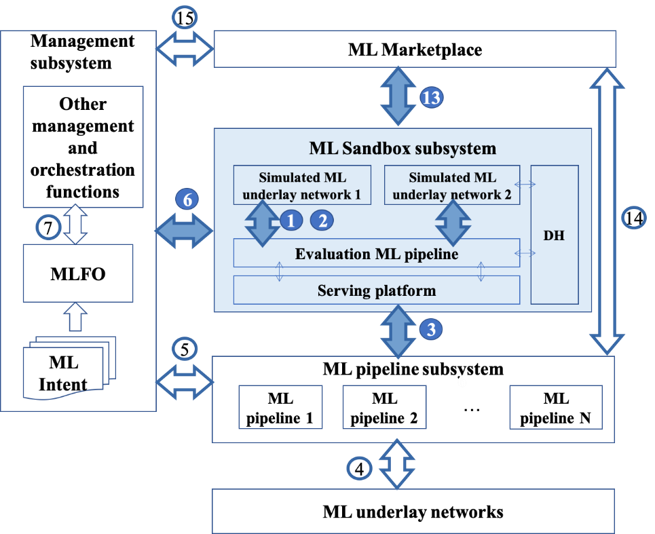 15
Management
subsystem
ML Marketplace
Other
management
and
orchestration
functions
13
ML Sandbox subsystem
Simulated ML
underlay network 1
Simulated ML
underlay network 2
6
7
1 2
14
DH
Evaluation ML pipeline
MLFO
Serving platform
3
5
ML
Intent
ML pipeline subsystem
ML
pipeline 1
ML
pipeline 2
...
ML
pipeline N
4
ML underlay networks